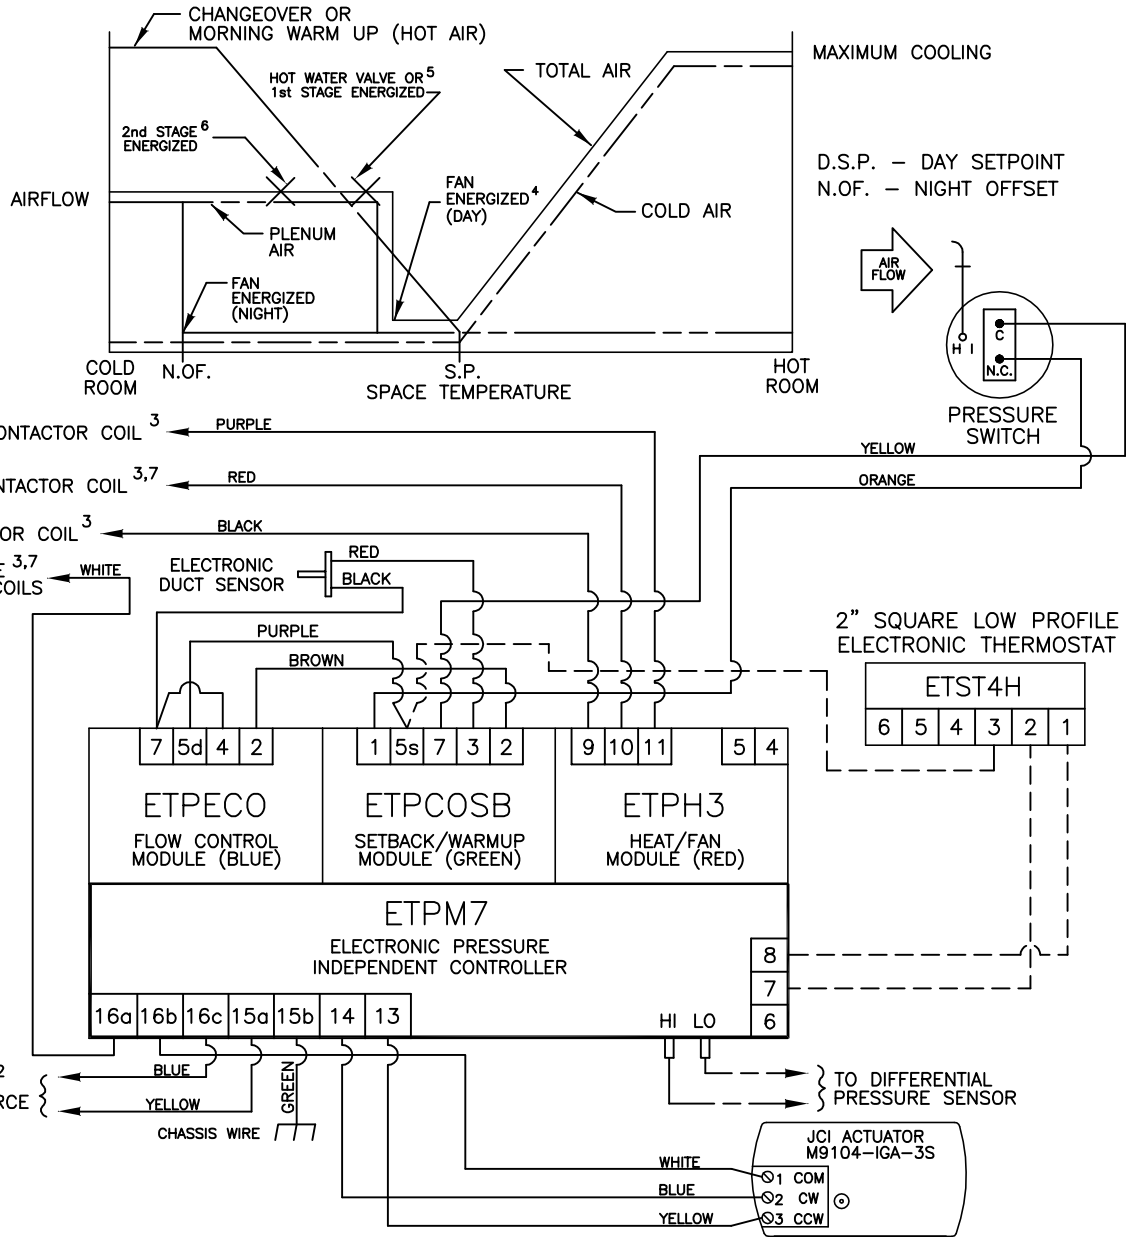 CHANGEOVER OR
MORNING WARM UP (HOT AIR)
HOT WATER VALVE OR 5
1st STAGE ENERGIZED
TOTAL AIR
MAXIMUM COOLING
2nd STAGE 6
ENERGIZED
D.S.P. – DAY SETPOINT
N.OF. – NIGHT OFFSET
AIRFLOW
FAN
ENERGIZED 4
(DAY)
COLD AIR
PLENUM
AIR
FAN
ENERGIZED
(NIGHT)
AIR
FLOW
H I
C
N.C.
COLD
ROOM
N.OF.
S.P.
SPACE TEMPERATURE
HOT
ROOM
PRESSURE
SWITCH
ONTACTOR COIL 3
PURPLE
YELLOW
NTACTOR COIL 3,7
RED
ORANGE
OR COIL 3
BLACK
E 3,7
COILS
WHITE
ELECTRONIC
DUCT SENSOR
RED
BLACK
PURPLE
BROWN
2" SQUARE LOW PROFILE
ELECTRONIC THERMOSTAT
ETST4H
6 5 4 3 2 1
7 5d 4 2
1 5s 7 3 2
9 10 11 5 4
ETPECO
FLOW CONTROL
MODULE (BLUE)
ETPCOSB
SETBACK/WARMUP
MODULE (GREEN)
ETPH3
HEAT/FAN
MODULE (RED)
ETPM7
ELECTRONIC PRESSURE
INDEPENDENT CONTROLLER
8
7
6
16a 16b 16c 15a 15b 14 13
HI LO
2
RCE
BLUE
YELLOW
GREEN
CHASSIS WIRE
TO DIFFERENTIAL
PRESSURE SENSOR
JCI ACTUATOR
M9104–IGA–3S
WHITE
1 COM
BLUE
2 CW
YELLOW
3 CCW